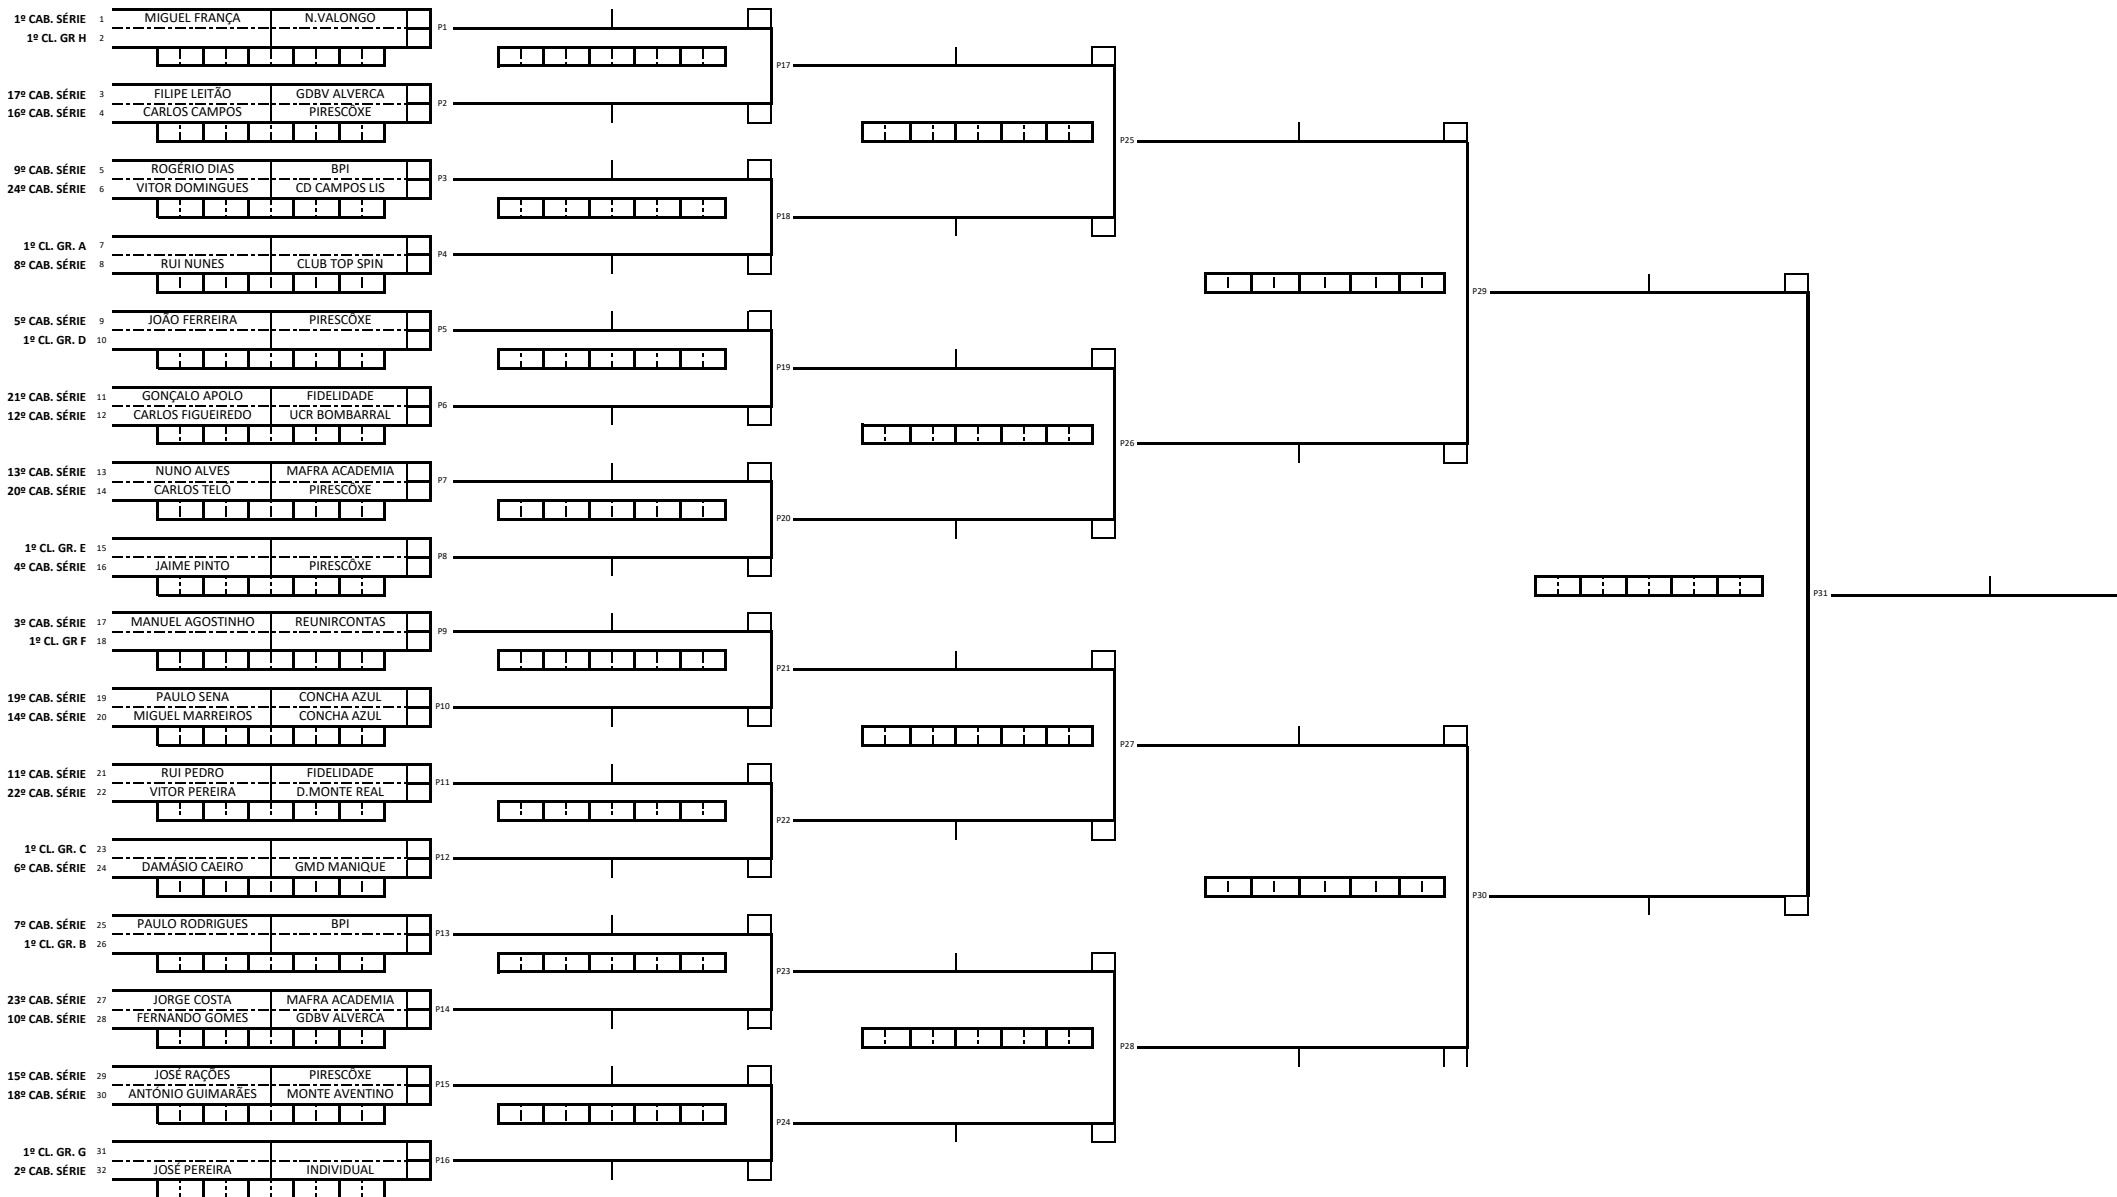 1º CAB. SÉRIE 1 MIGUEL FRANÇA N.VALONGO
P1
1º CL. GR H 2
P17
17º CAB. SÉRIE 3 FILIPE LEITÃO GDBV ALVERCA
P2
16º CAB. SÉRIE 4 CARLOS CAMPOS PIRESCÔXE
P25
9º CAB. SÉRIE 5 ROGÉRIO DIAS BPI
P3
24º CAB. SÉRIE 6 VITOR DOMINGUES CD CAMPOS LIS
P18
1º CL. GR. A 7
P4
8º CAB. SÉRIE 8 RUI NUNES CLUB TOP SPIN
P29
5º CAB. SÉRIE 9 JOÃO FERREIRA PIRESCÔXE
P5
1º CL. GR. D 10
P19
21º CAB. SÉRIE 11 GONÇALO APOLO FIDELIDADE
P6
12º CAB. SÉRIE 12 CARLOS FIGUEIREDO UCR BOMBARRAL
P26
13º CAB. SÉRIE 13 NUNO ALVES MAFRA ACADEMIA
P7
20º CAB. SÉRIE 14 CARLOS TELÓ PIRESCÔXE
P20
1º CL. GR. E 15
P8
4º CAB. SÉRIE 16 JAIME PINTO PIRESCÔXE
P31
3º CAB. SÉRIE 17 MANUEL AGOSTINHO REUNIRCONTAS
P9
1º CL. GR F 18
P21
19º CAB. SÉRIE 19 PAULO SENA CONCHA AZUL
P10
14º CAB. SÉRIE 20 MIGUEL MARREIROS CONCHA AZUL
P27
11º CAB. SÉRIE 21 RUI PEDRO FIDELIDADE
P11
22º CAB. SÉRIE 22 VITOR PEREIRA D.MONTE REAL
P22
1º CL. GR. C 23
P12
6º CAB. SÉRIE 24 DAMÁSIO CAEIRO GMD MANIQUE
P30
7º CAB. SÉRIE 25 PAULO RODRIGUES BPI
P13
1º CL. GR. B 26
P23
23º CAB. SÉRIE 27 JORGE COSTA MAFRA ACADEMIA
P14
10º CAB. SÉRIE 28 FERNANDO GOMES GDBV ALVERCA
P28
15º CAB. SÉRIE 29 JOSÉ RAÇÕES PIRESCÔXE
P15
18º CAB. SÉRIE 30 ANTÓNIO GUIMARÃES MONTE AVENTINO
P24
1º CL. GR. G 31
P16
2º CAB. SÉRIE 32 JOSÉ PEREIRA INDIVIDUAL